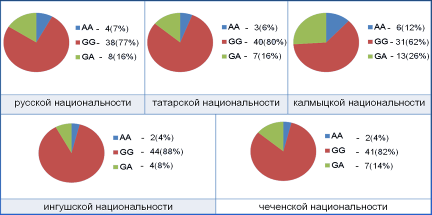 AA - 4(7%)
GG - 38(77%)
GA - 8(16%)
русской национальности
AA - 3(6%)
GG - 40(80%)
GA - 7(16%)
татарской национальности
AA - 6(12%)
GG - 31(62%)
GA - 13(26%)
калмыцкой национальности
AA - 2(4%)
GG - 44(88%)
GA - 4(8%)
ингушской национальности
AA - 2(4%)
GG - 41(82%)
GA - 7(14%)
чеченской национальности